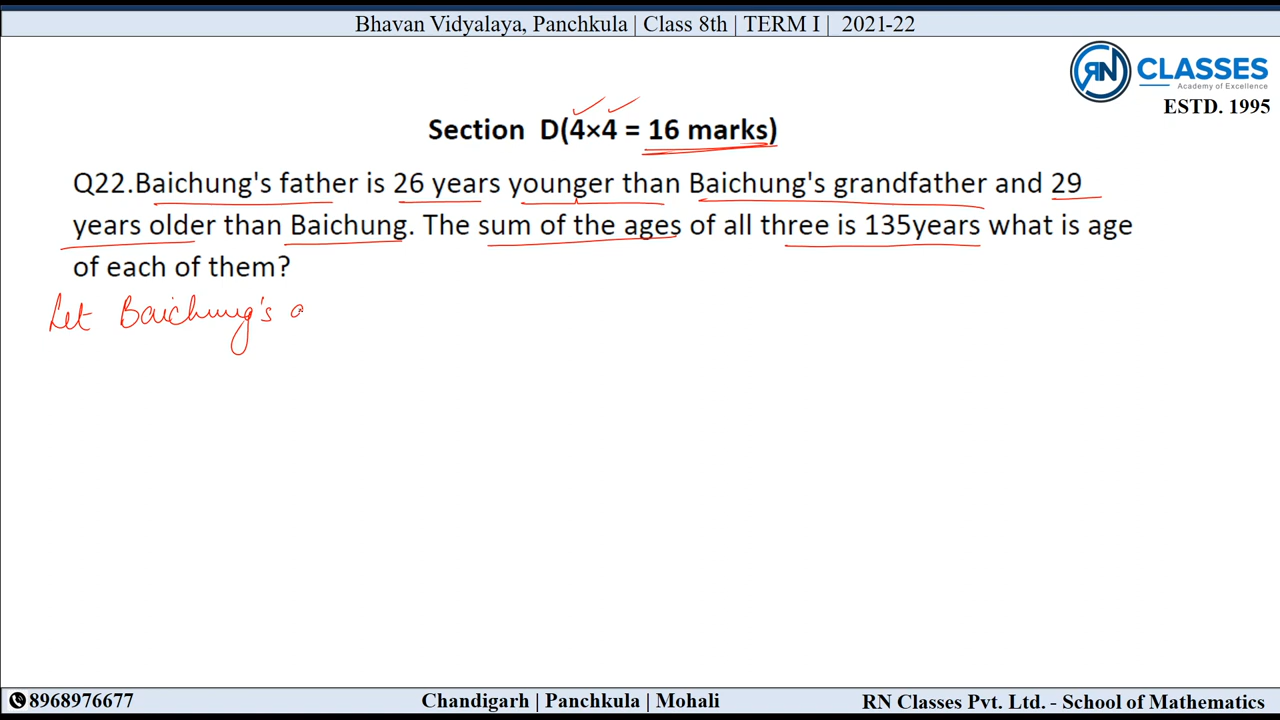 Bhavan Vidyalaya, Panchkula | Class 8th | TERM I | 2021-22
RN CLASSES
Academy of Excellence
ESTD. 1995
Section D(4×4 = 16 marks)
Q22.Baichung's father is 26 years younger than Baichung's grandfather and 29
years older than Baichung. The sum of the ages of all three is 135years what is age
of each of them?
Let Baichung's a
8968976677
Chandigarh | Panchkula | Mohali
RN Classes Pvt. Ltd. - School of Mathematics